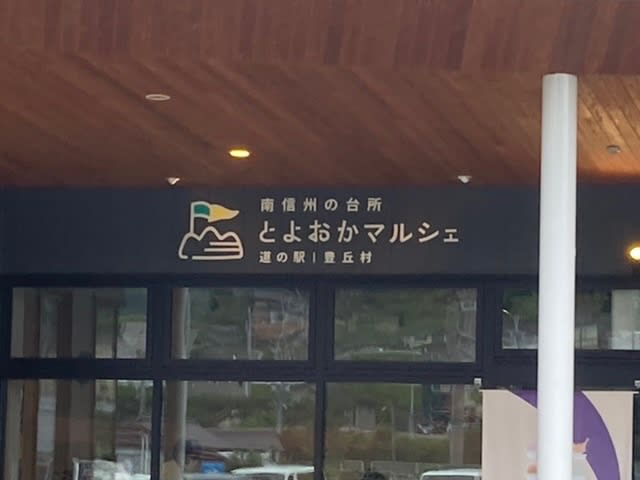 南信州の台所
とよおかマルシェ
道の駅|豊丘村